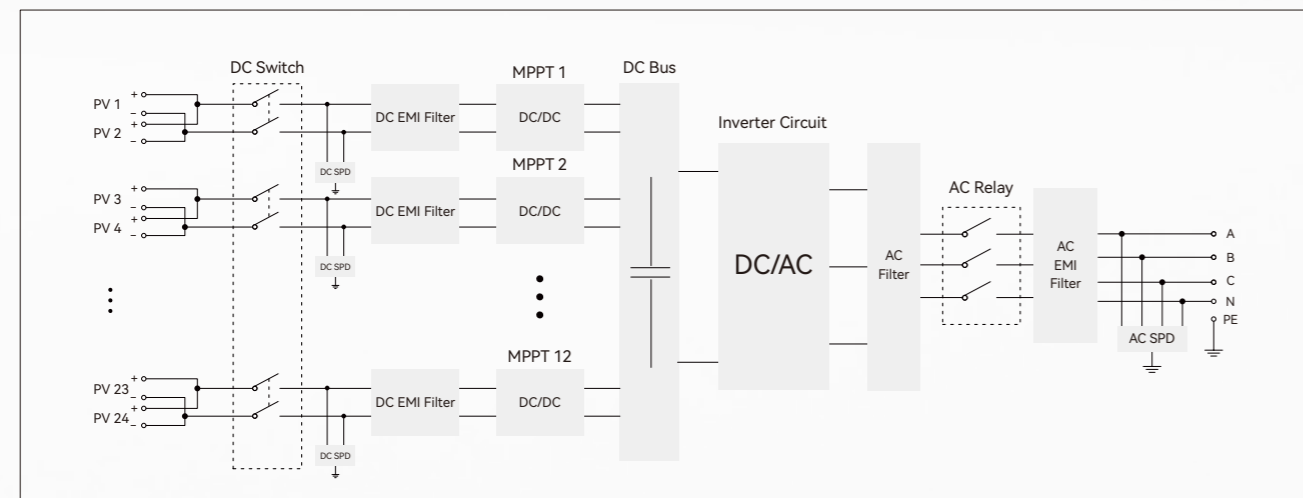 DC Switch
MPPT 1
DC Bus
PV 1
+
−
+
PV 2
−
DC EMI Filter
DC/DC
DC SPD
MPPT 2
PV 3
+
−
+
PV 4
−
DC EMI Filter
DC/DC
DC SPD
MPPT 12
PV 23
+
−
+
PV 24
−
DC EMI Filter
DC/DC
DC SPD
Inverter Circuit
DC/AC
AC
Filter
AC Relay
AC
EMI
Filter
A
B
C
N
PE
AC SPD